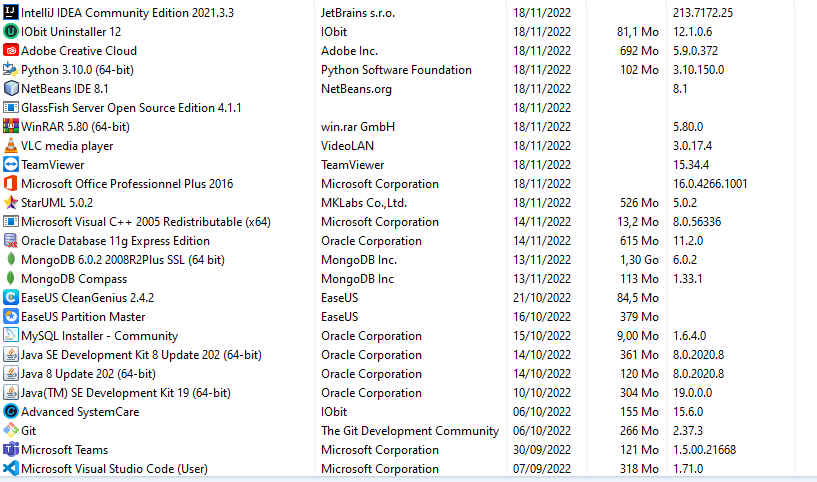 IntelliJ IDEA Community Edition 2021.3.3 JetBrains s.r.o. 18/11/2022 213.7172.25
IObit Uninstaller 12 IObit 18/11/2022 81,1 Mo 12.1.0.6
Adobe Creative Cloud Adobe Inc. 18/11/2022 692 Mo 5.9.0.372
Python 3.10.0 (64-bit) Python Software Foundation 18/11/2022 102 Mo 3.10.150.0
NetBeans IDE 8.1 NetBeans.org 18/11/2022 8.1
GlassFish Server Open Source Edition 4.1.1 18/11/2022
WinRAR 5.80 (64-bit) win.rar GmbH 18/11/2022 5.80.0
VLC media player VideoLAN 18/11/2022 3.0.17.4
TeamViewer TeamViewer 18/11/2022 15.34.4
Microsoft Office Professionnel Plus 2016 Microsoft Corporation 18/11/2022 16.0.4266.1001
StarUML 5.0.2 MKLabs Co.,Ltd. 18/11/2022 526 Mo 5.0.2
Microsoft Visual C++ 2005 Redistributable (x64) Microsoft Corporation 14/11/2022 13,2 Mo 8.0.56336
Oracle Database 11g Express Edition Oracle Corporation 14/11/2022 615 Mo 11.2.0
MongoDB 6.0.2 2008R2Plus SSL (64 bit) MongoDB Inc. 13/11/2022 1,30 Go 6.0.2
MongoDB Compass MongoDB Inc 13/11/2022 113 Mo 1.33.1
EaseUS CleanGenius 2.4.2 EaseUS 21/10/2022 84,5 Mo
EaseUS Partition Master EaseUS 16/10/2022 379 Mo
MySQL Installer - Community Oracle Corporation 15/10/2022 9,00 Mo 1.6.4.0
Java SE Development Kit 8 Update 202 (64-bit) Oracle Corporation 14/10/2022 361 Mo 8.0.2020.8
Java 8 Update 202 (64-bit) Oracle Corporation 14/10/2022 120 Mo 8.0.2020.8
Java(TM) SE Development Kit 19 (64-bit) Oracle Corporation 10/10/2022 304 Mo 19.0.0.0
Advanced SystemCare IObit 06/10/2022 155 Mo 15.6.0
Git The Git Development Community 06/10/2022 266 Mo 2.37.3
Microsoft Teams Microsoft Corporation 30/09/2022 121 Mo 1.5.00.21668
Microsoft Visual Studio Code (User) Microsoft Corporation 07/09/2022 318 Mo 1.71.0